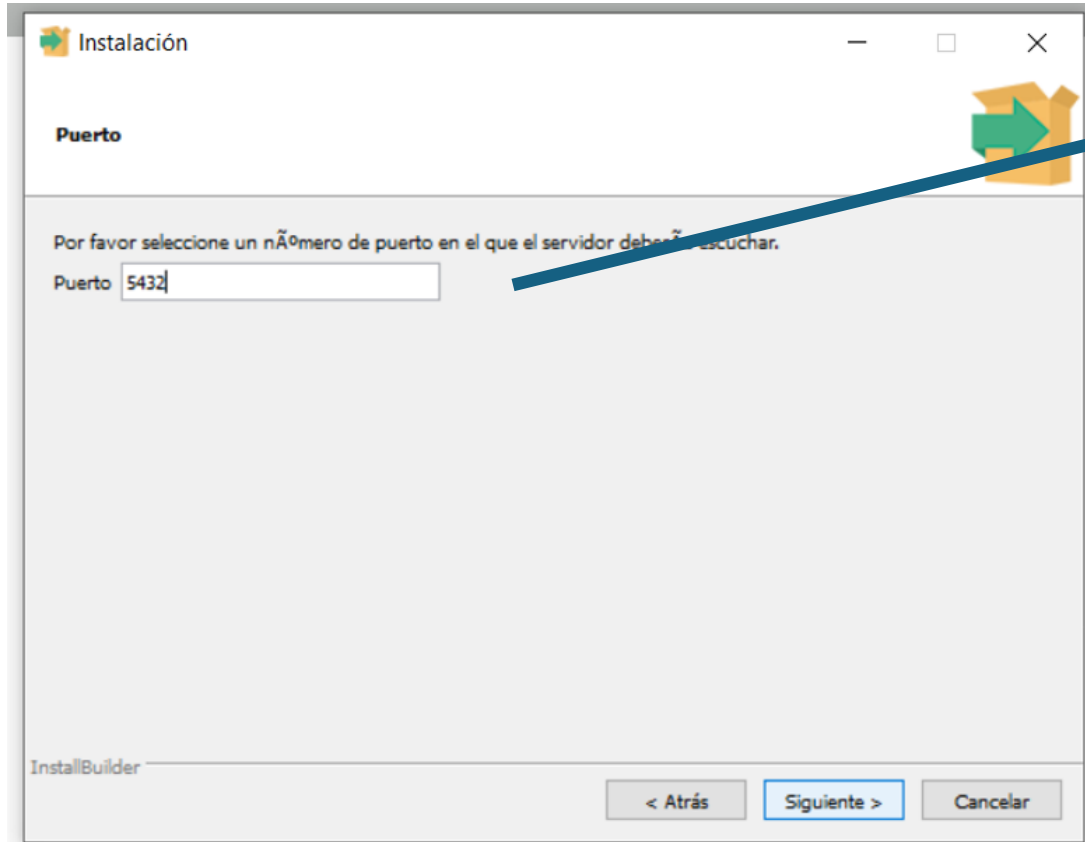 Instalación
Puerto
Por favor seleccione un nÃºmero de puerto en el que el servidor escuchar.
Puerto 5432
InstallBuilder
< Atrás Siguiente > Cancelar